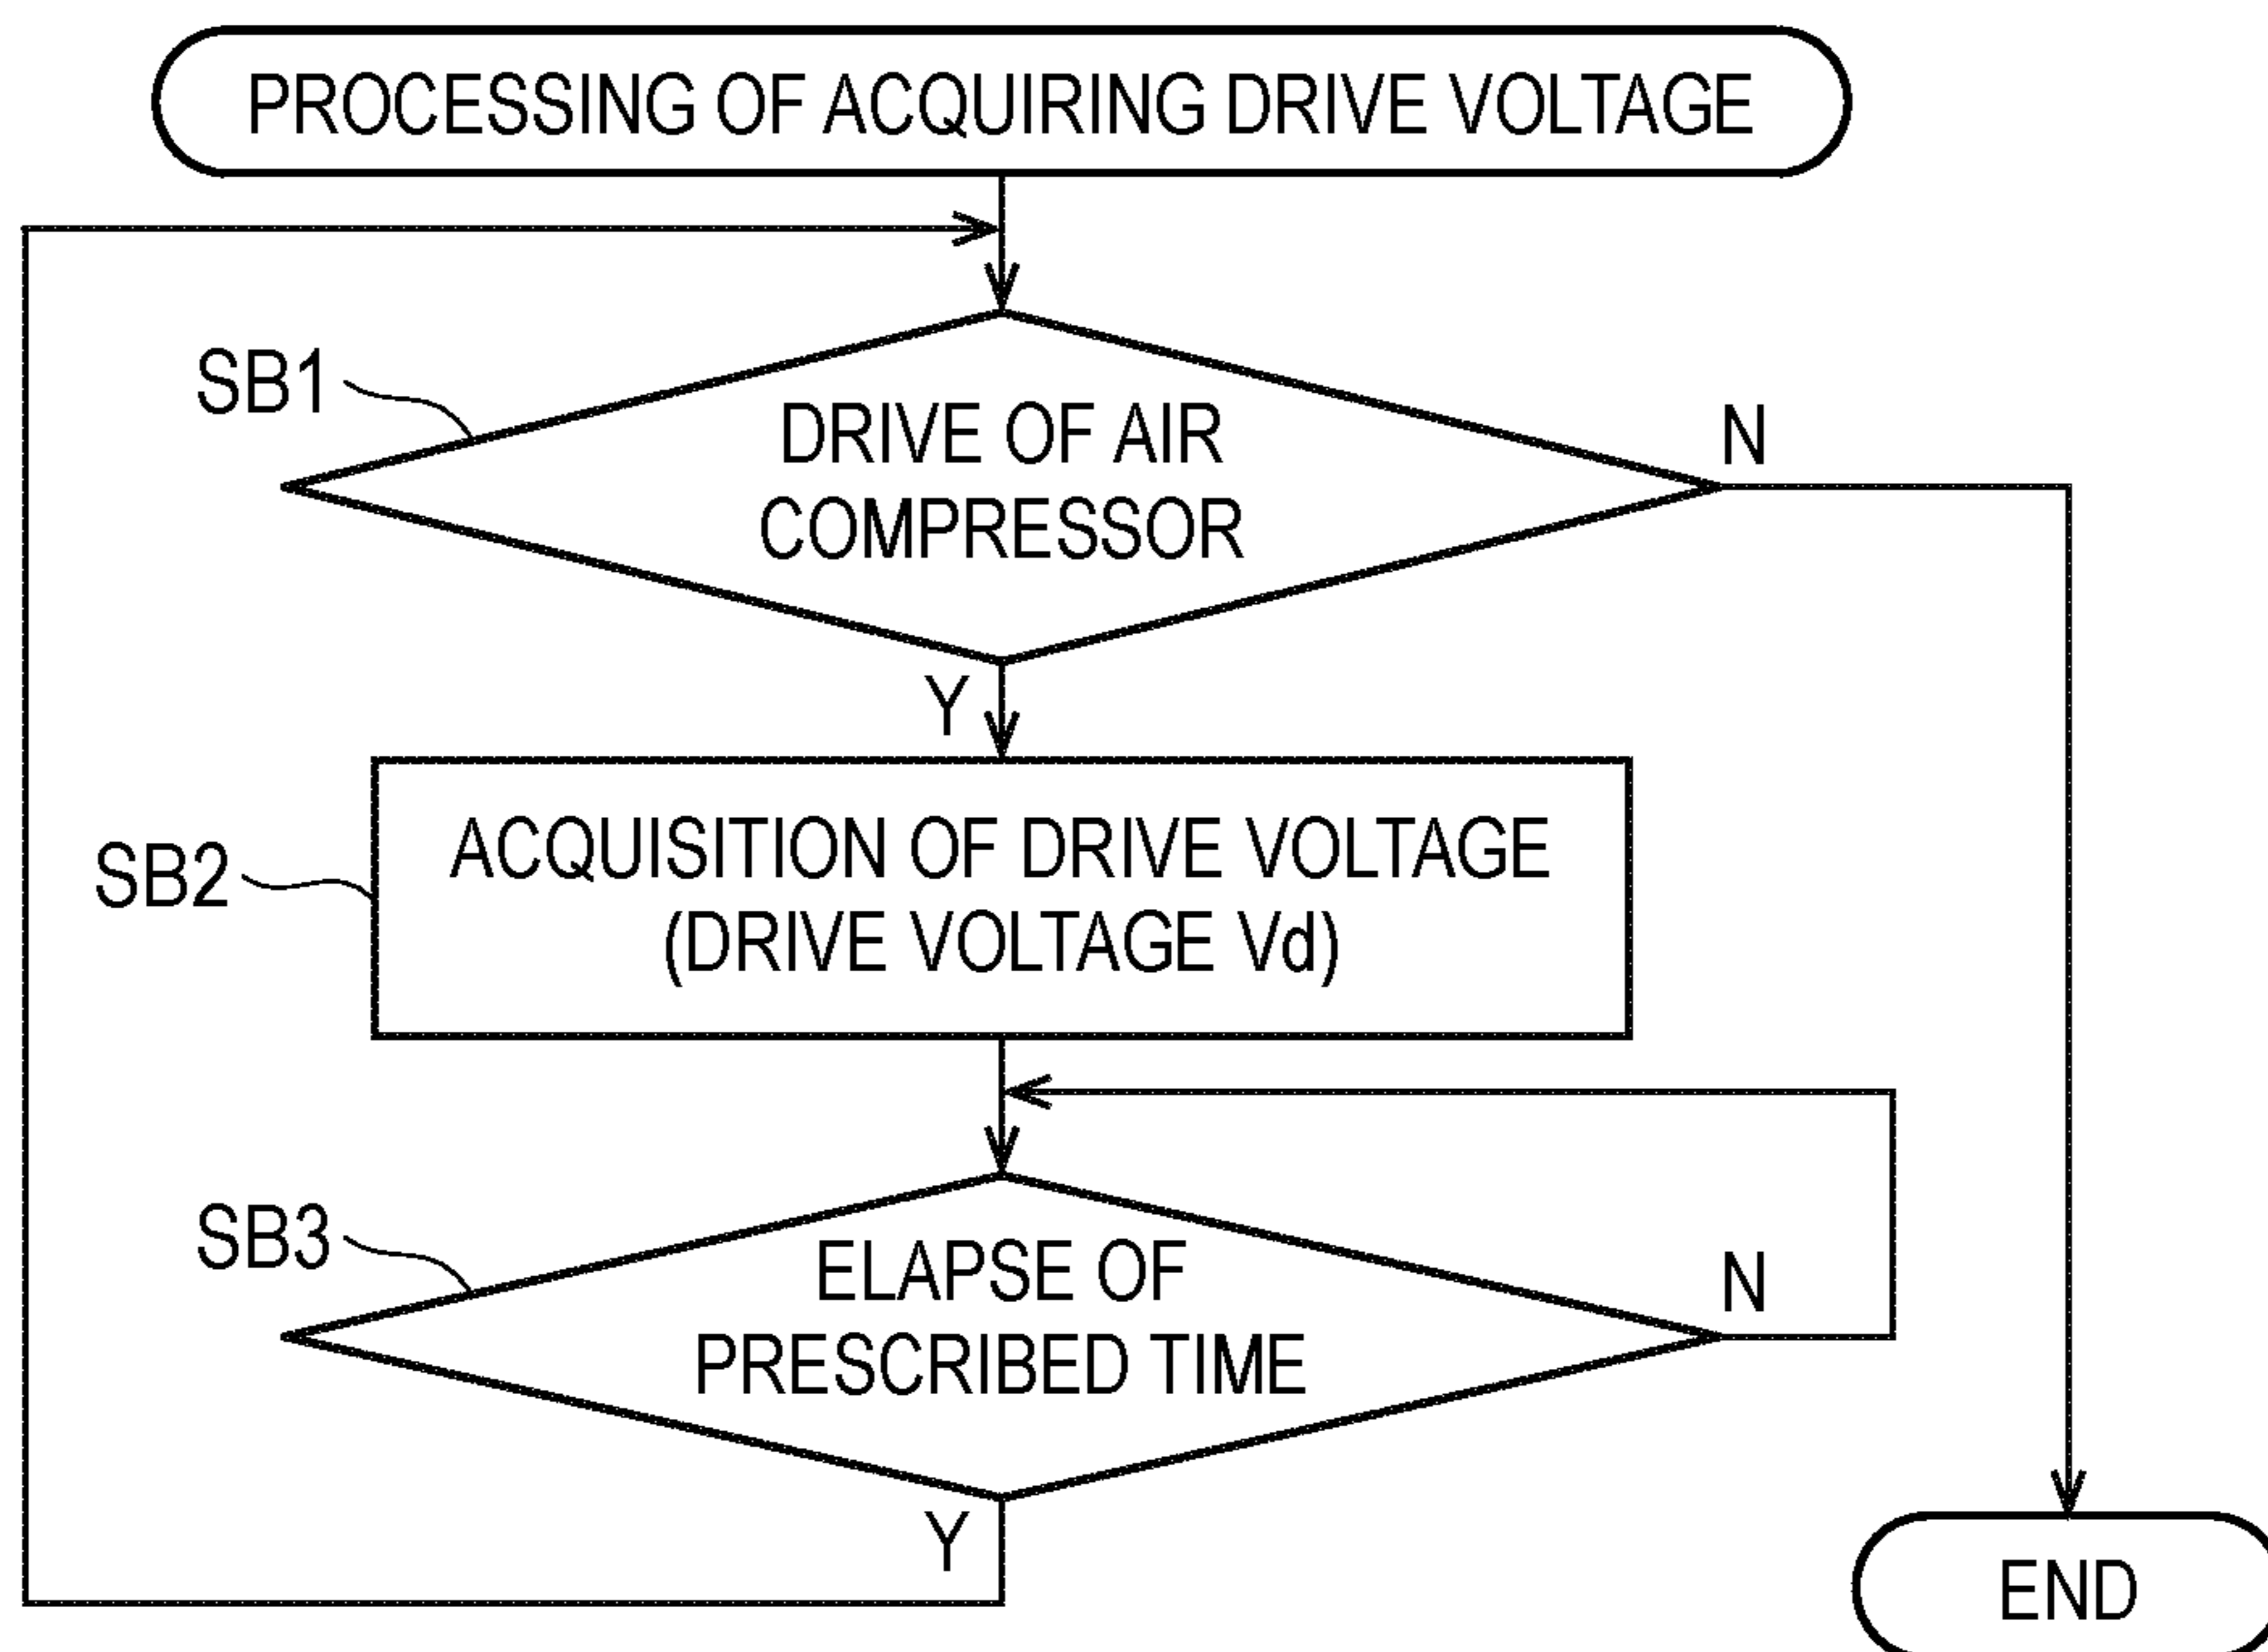 PROCESSING OF ACQUIRING DRIVE VOLTAGE
SB1
DRIVE OF AIR
COMPRESSOR
N
Y
SB2
ACQUISITION OF DRIVE VOLTAGE
(DRIVE VOLTAGE Vd)
SB3
ELAPSE OF
PRESCRIBED TIME
N
Y
END